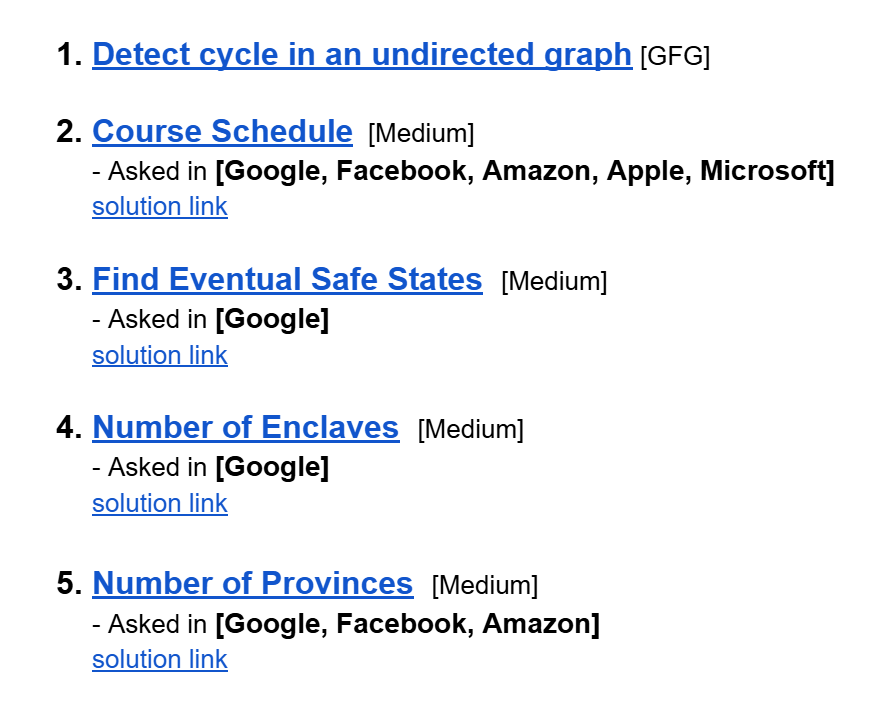 1. Detect cycle in an undirected graph [GFG]
2. Course Schedule [Medium]
- Asked in [Google, Facebook, Amazon, Apple, Microsoft]
solution link
3. Find Eventual Safe States [Medium]
- Asked in [Google]
solution link
4. Number of Enclaves [Medium]
- Asked in [Google]
solution link
5. Number of Provinces [Medium]
- Asked in [Google, Facebook, Amazon]
solution link